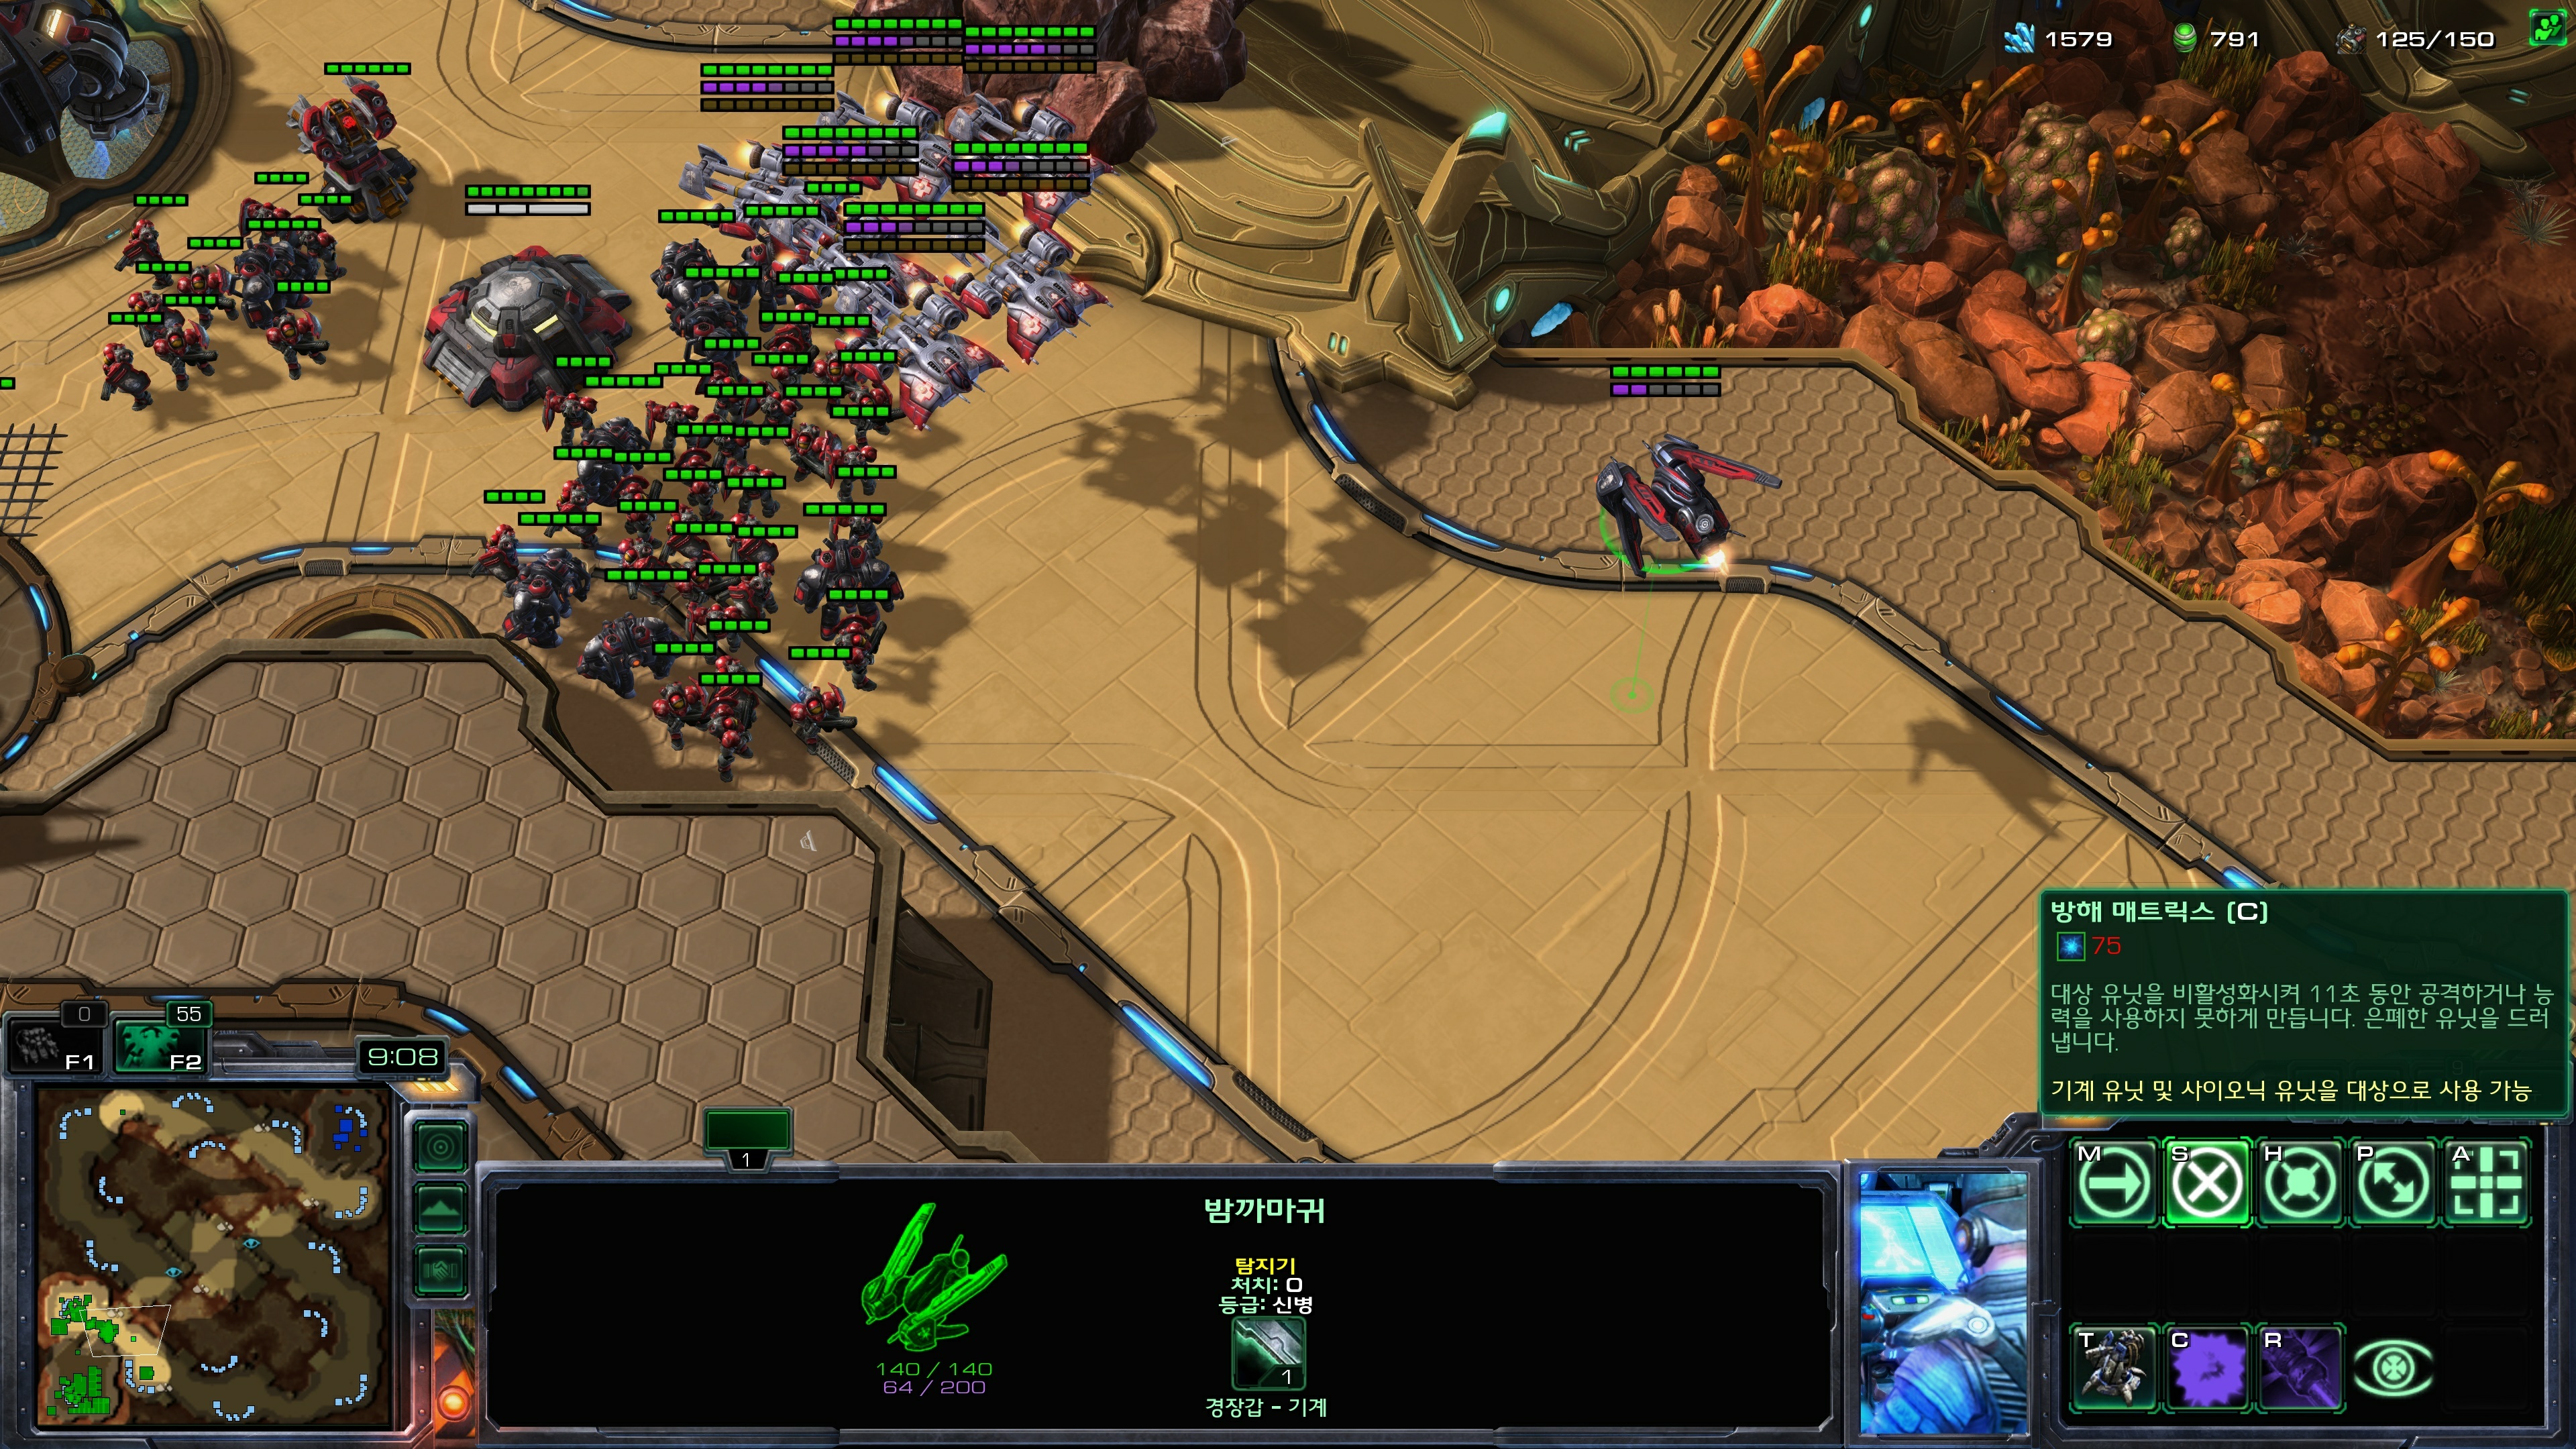 1579 791 125/150
방해 매트릭스 (C)
75
대상 유닛을 비활성화시켜 11초 동안 공격하거나 능
력을 사용하지 못하게 만듭니다. 은폐한 유닛을 드러
냅니다.
기계 유닛 및 사이오닉 유닛을 대상으로 사용 가능
0 55
F1 F2
9:08
1
밤까마귀
탐지기
처치: 0
등급: 신병
1
경장갑 - 기계
140 / 140
64 / 200
M S H P A
T C R